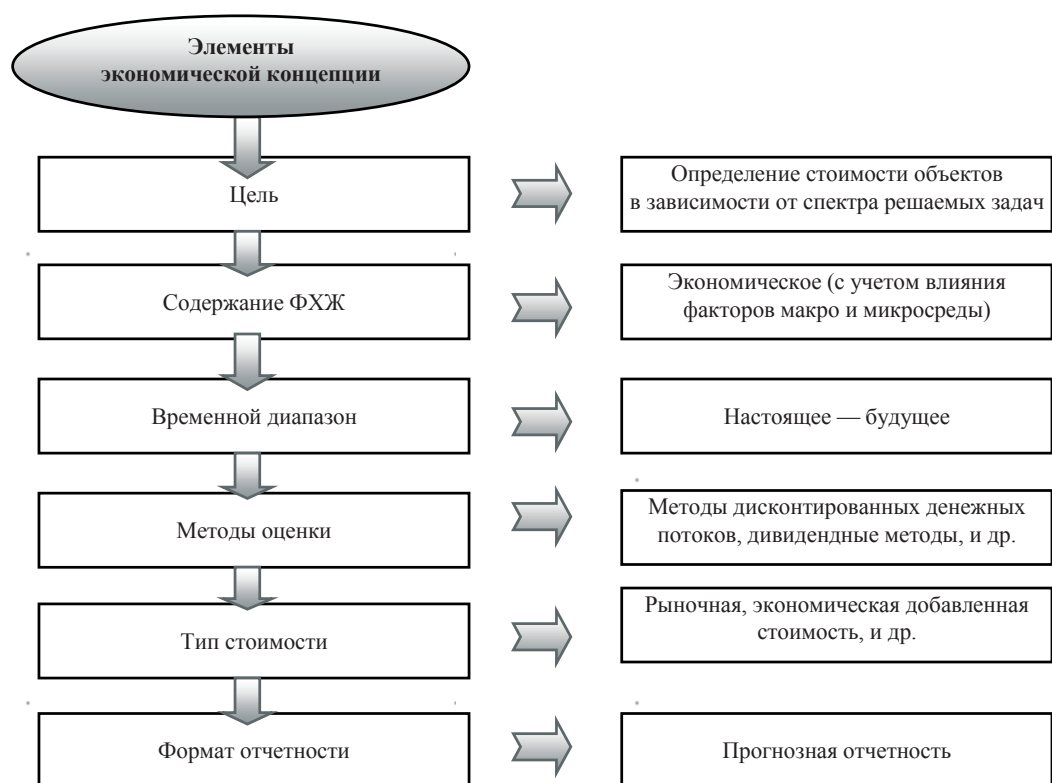 Элементы
экономической концепции
Цель
Определение стоимости объектов
в зависимости от спектра решаемых задач
Содержание ФХЖ
Экономическое (с учетом влияния
факторов макро и микросреды)
Временной диапазон
Настоящее — будущее
Методы оценки
Методы дисконтированных денежных
потоков, дивидендные методы, и др.
Тип стоимости
Рыночная, экономическая добавленная
стоимость, и др.
Формат отчетности
Прогнозная отчетность